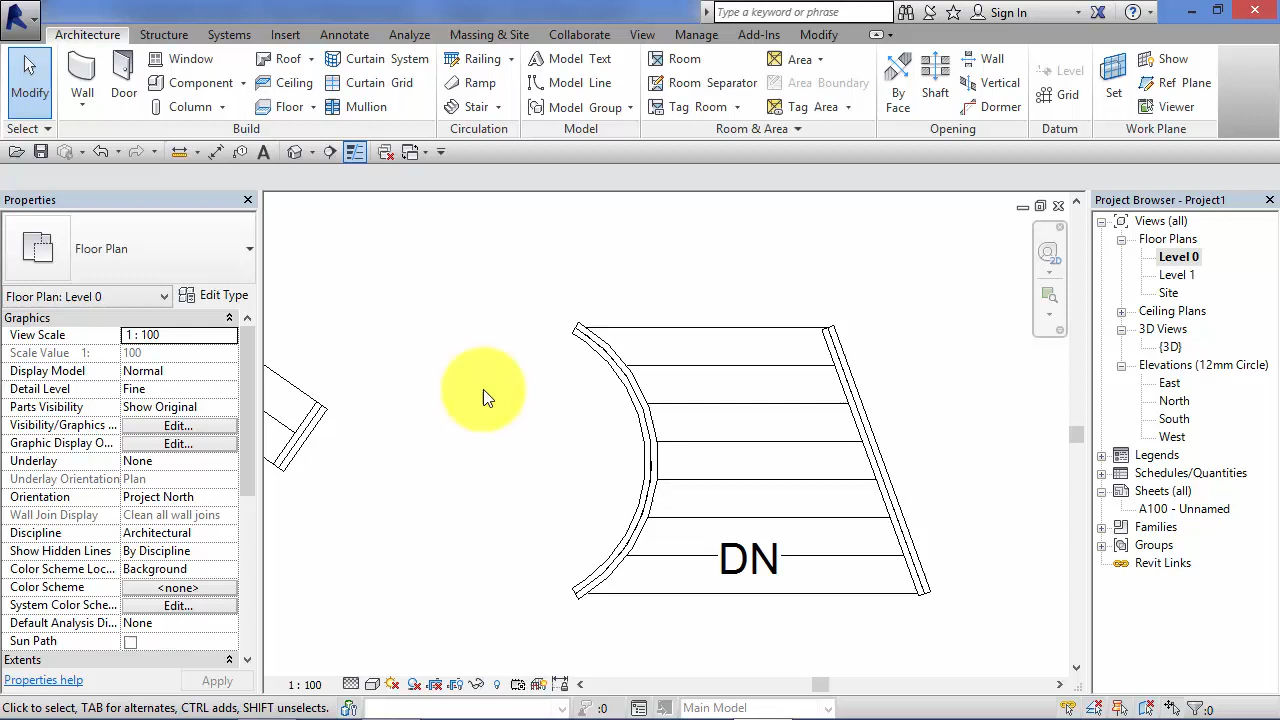 Type a keyword or phrase
Sign In
Architecture Structure Systems Insert Annotate Analyze Massing & Site Collaborate View Manage Add-Ins Modify
Modify
Select
Wall
Door
Window
Component
Column
Roof
Ceiling
Floor
Curtain System
Curtain Grid
Mullion
Build
Railing
Ramp
Stair
Circulation
Model Text
Model Line
Model Group
Model
Room
Room Separator
Tag Room
Area
Area Boundary
Tag Area
Room & Area
By Face
Shaft
Wall
Vertical
Dormer
Opening
Level
Grid
Datum
Set
Show
Ref Plane
Viewer
Work Plane
Properties
Floor Plan
Floor Plan: Level 0
Edit Type
Graphics
View Scale 1 : 100
Scale Value 1: 100
Display Model Normal
Detail Level Fine
Parts Visibility Show Original
Visibility/Graphics ... Edit...
Graphic Display O... Edit...
Underlay None
Underlay Orientation Plan
Orientation Project North
Wall Join Display Clean all wall joins
Discipline Architectural
Show Hidden Lines By Discipline
Color Scheme Loc... Background
Color Scheme <none>
System Color Sche... Edit...
Default Analysis Di... None
Sun Path
Extents
Properties help
Apply
2D
DN
1 : 100
Project Browser - Project1
Views (all)
Floor Plans
Level 0
Level 1
Site
Ceiling Plans
3D Views
{3D}
Elevations (12mm Circle)
East
North
South
West
Legends
Schedules/Quantities
Sheets (all)
A100 - Unnamed
Families
Groups
Revit Links
Click to select, TAB for alternates, CTRL adds, SHIFT unselects.
:0
Main Model
:0